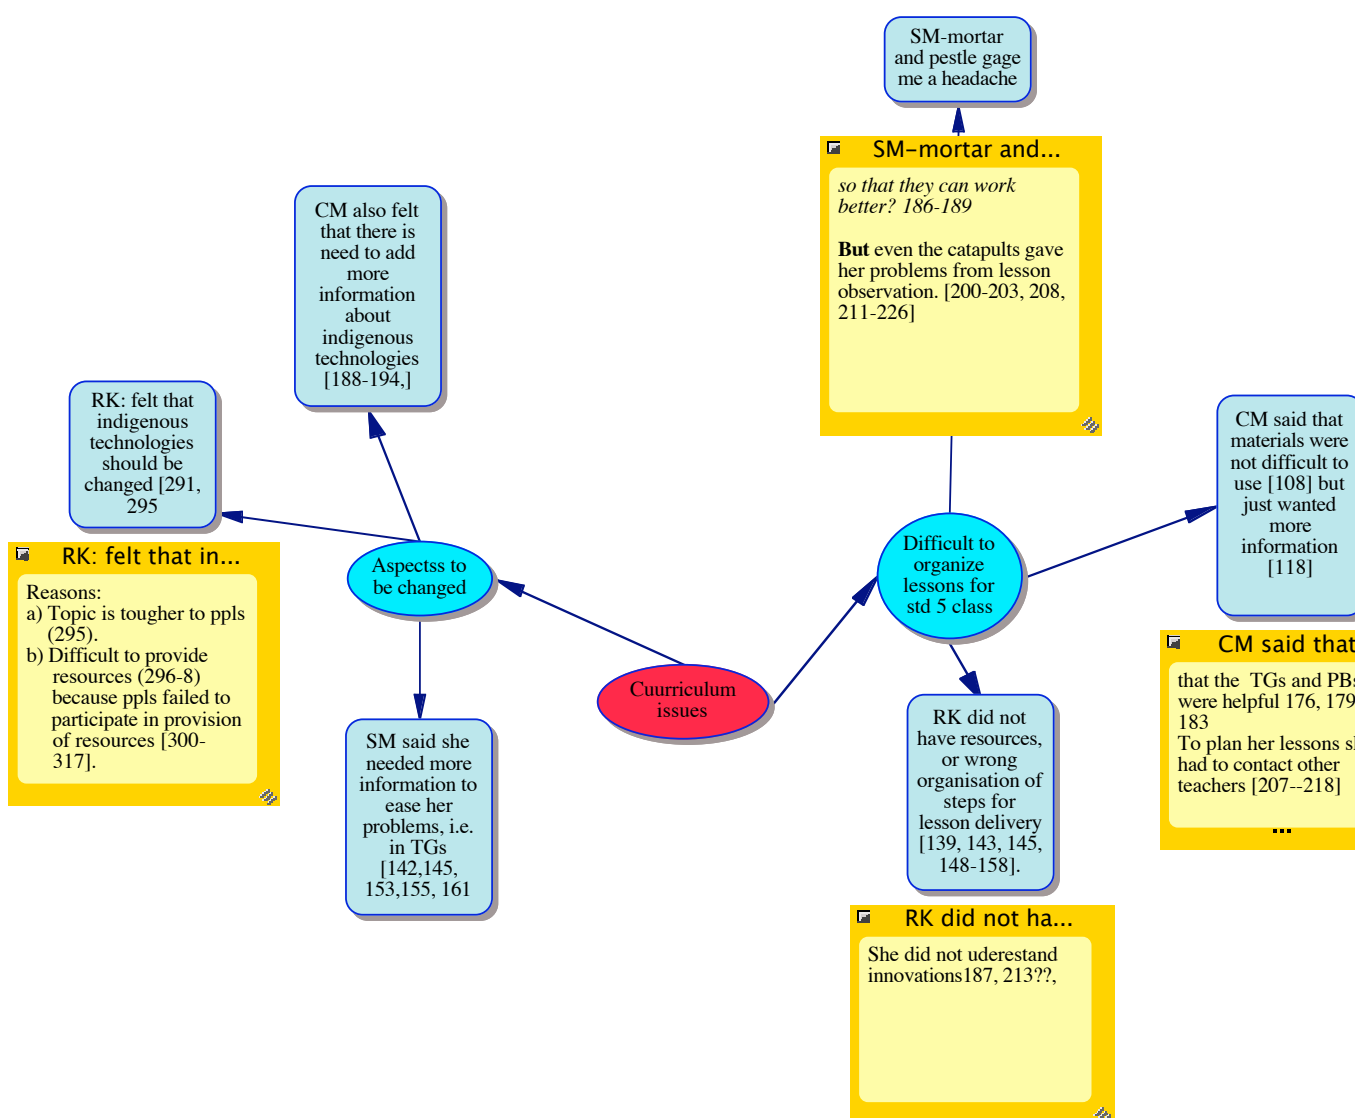 SM-mortar
and pestle gage
me a headache
SM-mortar and...
so that they can work
better? 186-189
But even the catapults gave
her problems from lesson
observation. [200-203, 208,
211-226]
CM also felt
that there is
need to add
more
information
about
indigenous
technologies
[188-194,]
RK: felt that
indigenous
technologies
should be
changed [291,
295
RK: felt that in...
Reasons:
a) Topic is tougher to ppls
(295).
b) Difficult to provide
resources (296-8)
because ppls failed to
participate in provision
of resources [300-
317].
Aspectss to
be changed
SM said she
needed more
information to
ease her
problems, i.e.
in TGs
[142,145,
153,155, 161
Cuurriculum
issues
Difficult to
organize
lessons for
std 5 class
CM said that
materials were
not difficult to
use [108] but
just wanted
more
information
[118]
CM said that
that the TGs and PBs
were helpful 176, 179
183
To plan her lessons
had to contact other
teachers [207--218]
...
RK did not
have resources,
or wrong
organisation of
steps for
lesson delivery
[139, 143, 145,
148-158].
RK did not ha...
She did not uderestand
innovations187, 213??,